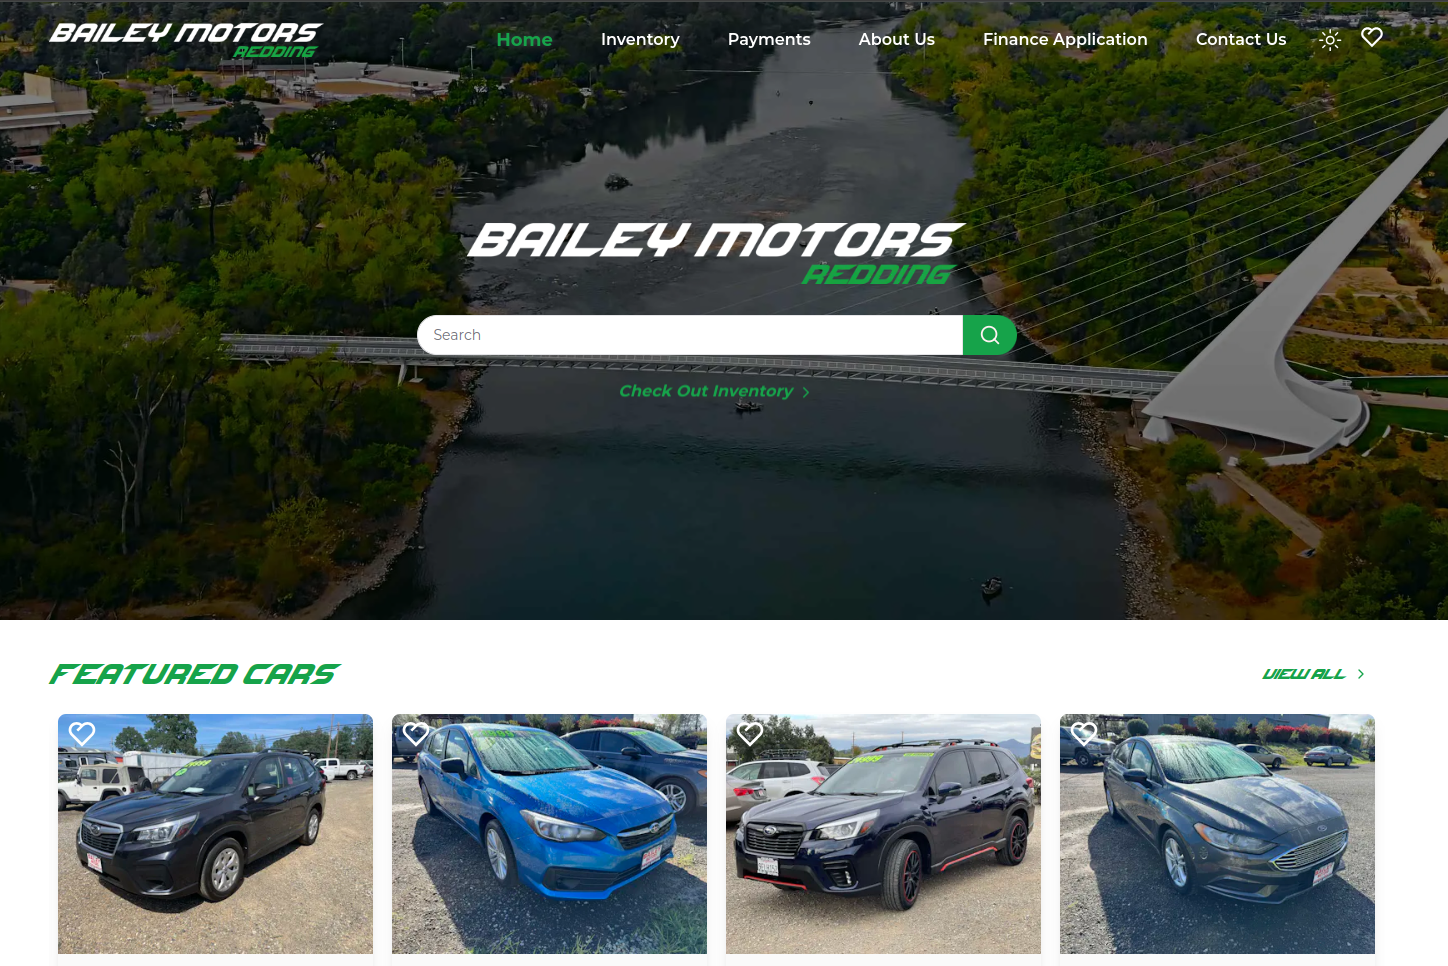 BAILEY MOTORS
REDDING
Home Inventory Payments About Us Finance Application Contact Us
BAILEY MOTORS
REDDING
Search
Check Out Inventory
FEATURED CARS
VIEW ALL